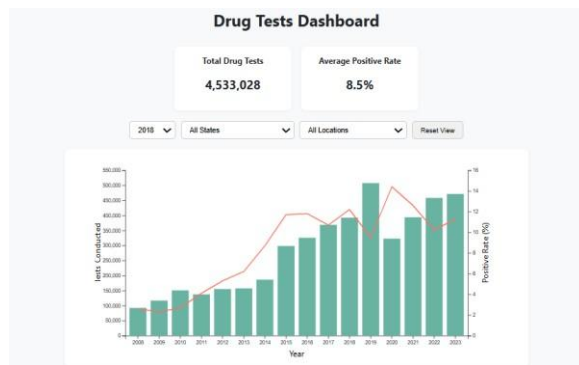 Drug Tests Dashboard
Total Drug Tests
Average Positive Rate
4,533,028
8.5%
2018
All States
All Locations
Reset View
550,000
500,000
450,000
400,000
350,000
300,000
250,000
200,000
150,000
100,000
50,000
0
Tests Conducted
16
14
12
10
8
6
4
2
0
Positive Rate (%)
2008 2009 2010 2011 2012 2013 2014 2015 2016 2017 2018 2019 2020 2021 2022 2023
Year